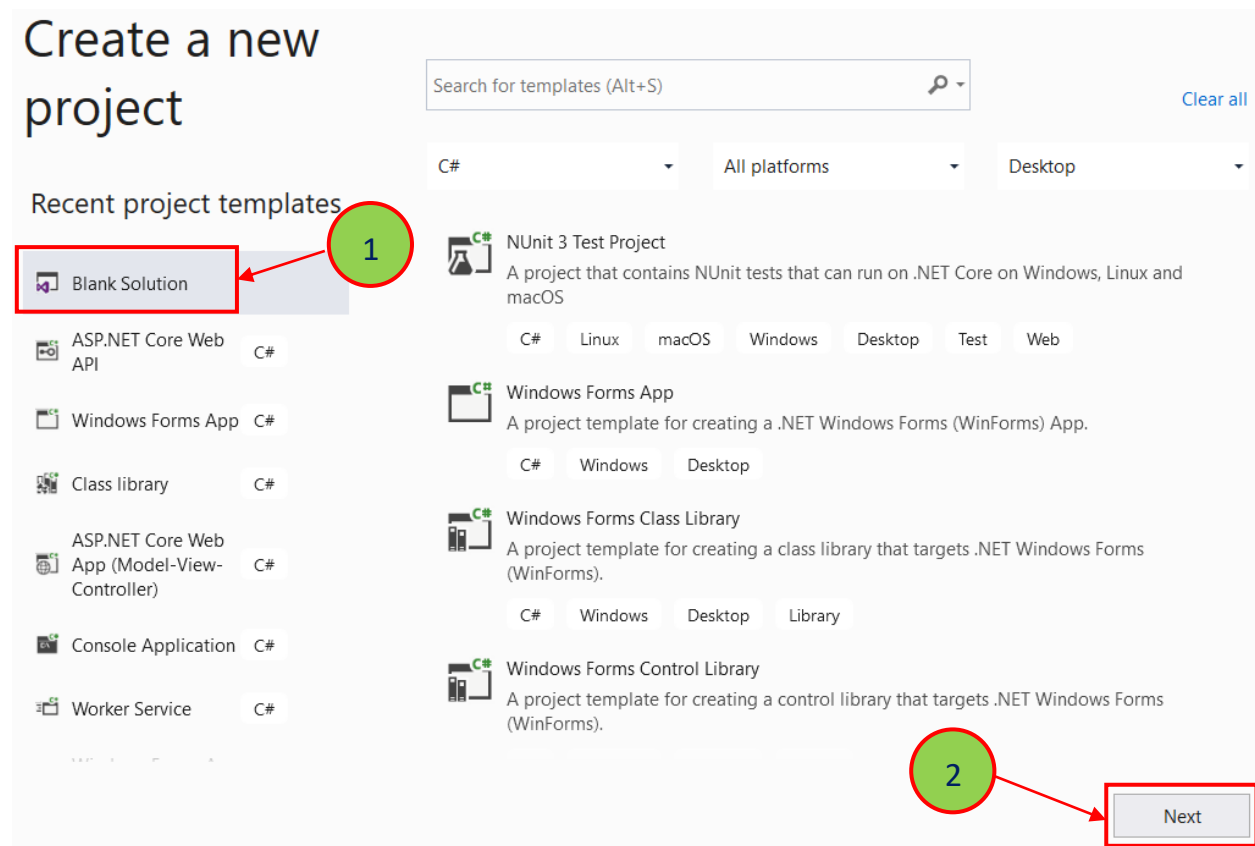 Create a new
project
Search for templates (Alt+S)
Clear all
C#
All platforms
Desktop
Recent project templates
1
Blank Solution
ASP.NET Core Web
API
C#
Windows Forms App C#
Class library C#
ASP.NET Core Web
App (Model-View-
Controller)
C#
Console Application C#
Worker Service C#
C#
NUnit 3 Test Project
A project that contains NUnit tests that can run on .NET Core on Windows, Linux and
macOS
C# Linux macOS Windows Desktop Test Web
C#
Windows Forms App
A project template for creating a .NET Windows Forms (WinForms) App.
C# Windows Desktop
C#
Windows Forms Class Library
A project template for creating a class library that targets .NET Windows Forms
(WinForms).
C# Windows Desktop Library
C#
Windows Forms Control Library
A project template for creating a control library that targets .NET Windows Forms
(WinForms).
2
Next